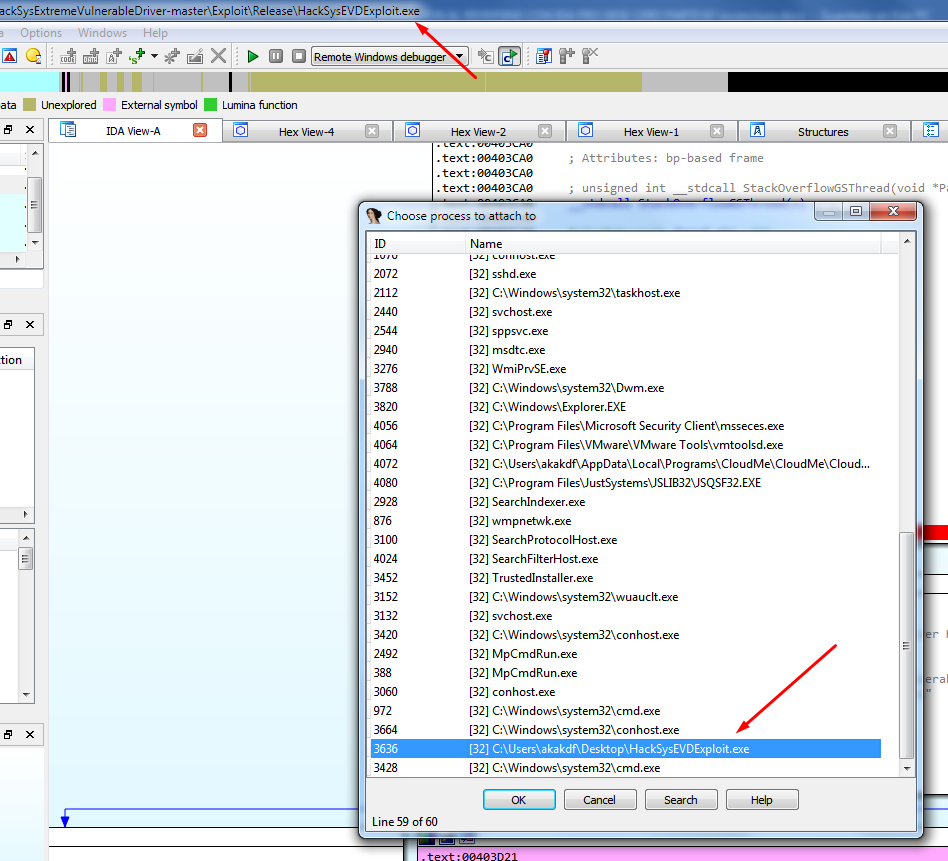 ackSysExtremeVulnerableDriver-master\Exploit\Release\HackSysEVDExploit.exe
a Options Windows Help
Remote Windows debugger
ata Unexplored External symbol Lumina function
IDA View-A Hex View-4 Hex View-2 Hex View-1 Structures
.text:00403CA0
.text:00403CA0 ; Attributes: bp-based frame
.text:00403CA0
.text:00403CA0 ; unsigned int __stdcall StackOverflowGSThread(void *Pa
Choose process to attach to
ID Name
1076 [32] conhost.exe
2072 [32] sshd.exe
2112 [32] C:\Windows\system32\taskhost.exe
2440 [32] svchost.exe
2544 [32] sppsvc.exe
2940 [32] msdtc.exe
3276 [32] WmiPrvSE.exe
3788 [32] C:\Windows\system32\Dwm.exe
3820 [32] C:\Windows\Explorer.EXE
4056 [32] C:\Program Files\Microsoft Security Client\msseces.exe
4064 [32] C:\Program Files\VMware\VMware Tools\vmtoolsd.exe
4072 [32] C:\Users\akakdf\AppData\Local\Programs\CloudMe\CloudMe\Cloud...
4080 [32] C:\Program Files\JustSystems\JSLIB32\JSQSF32.EXE
2928 [32] SearchIndexer.exe
876 [32] wmpnetwk.exe
3100 [32] SearchProtocolHost.exe
4024 [32] SearchFilterHost.exe
3452 [32] TrustedInstaller.exe
3152 [32] C:\Windows\system32\wuauclt.exe
3132 [32] svchost.exe
3420 [32] C:\Windows\system32\conhost.exe
2492 [32] MpCmdRun.exe
388 [32] MpCmdRun.exe
3060 [32] conhost.exe
972 [32] C:\Windows\system32\cmd.exe
3664 [32] C:\Windows\system32\conhost.exe
3636 [32] C:\Users\akakdf\Desktop\HackSysEVDExploit.exe
3428 [32] C:\Windows\system32\cmd.exe
OK Cancel Search Help
Line 59 of 60
tion
ver
erab
"
.text:00403D21